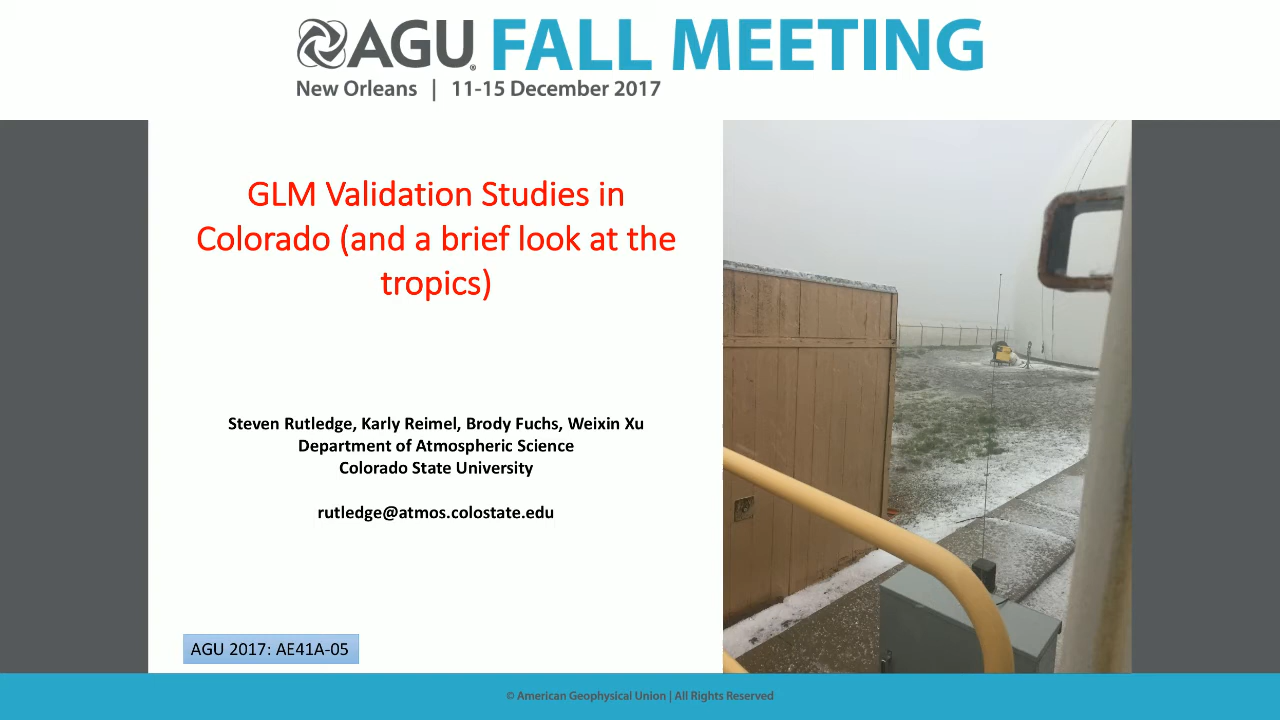 AGU FALL MEETING
New Orleans | 11-15 December 2017
GLM Validation Studies in
Colorado (and a brief look at the
tropics)
Steven Rutledge, Karly Reimel, Brody Fuchs, Weixin Xu
Department of Atmospheric Science
Colorado State University
rutledge@atmos.colostate.edu
AGU 2017: AE41A-05
© American Geophysical Union | All Rights Reserved